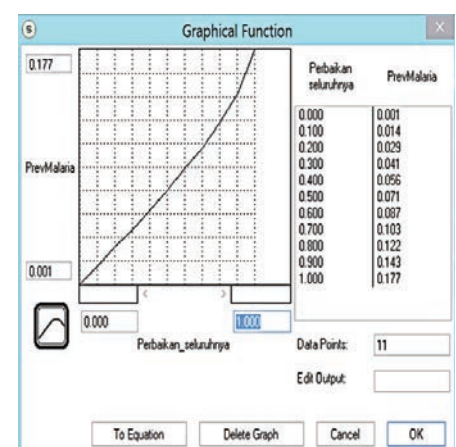 S Graphical Function X
0.177
PrevMalaria
0.001
0.000 1.000
Perbaikan_seluruhnya
Perbaikan seluruhnya PrevMalaria
0.000 0.001
0.100 0.014
0.200 0.029
0.300 0.041
0.400 0.056
0.500 0.071
0.600 0.087
0.700 0.103
0.800 0.122
0.900 0.143
1.000 0.177
Data Points: 11
Edit Output:
To Equation Delete Graph Cancel OK